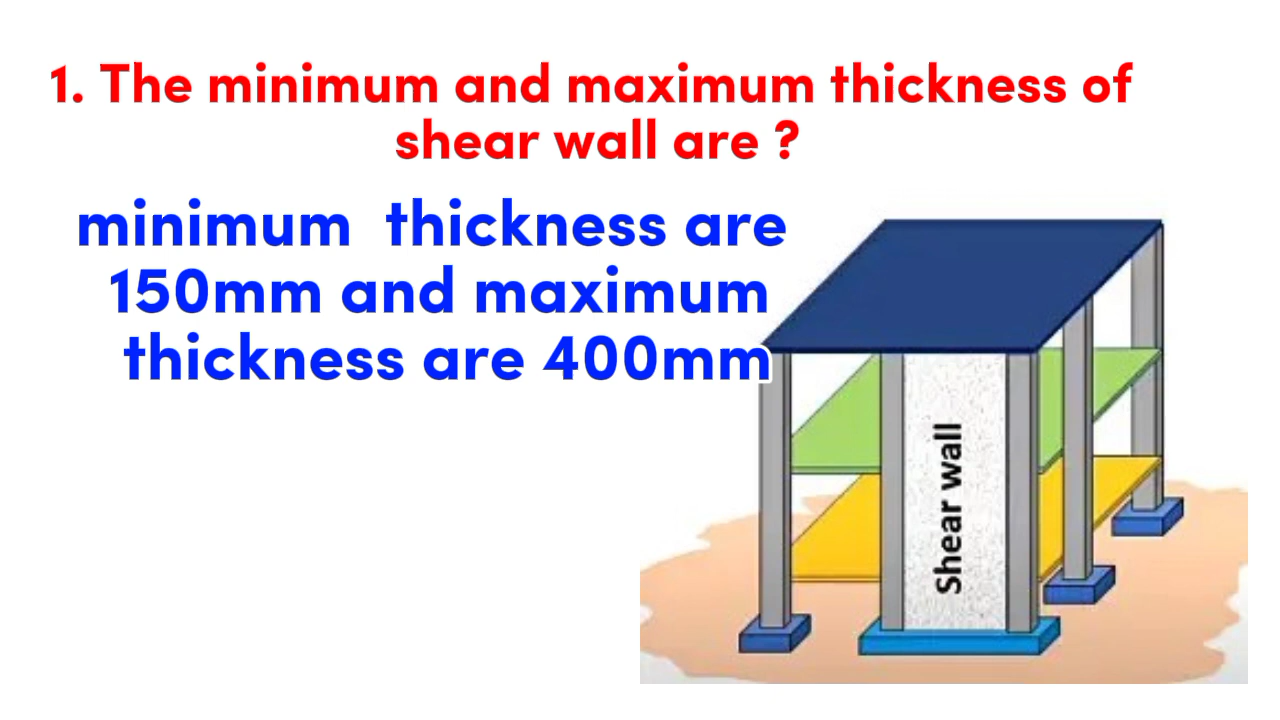 1. The minimum and maximum thickness of
shear wall are ?
minimum thickness are
150mm and maximum
thickness are 400mm
Shear wall